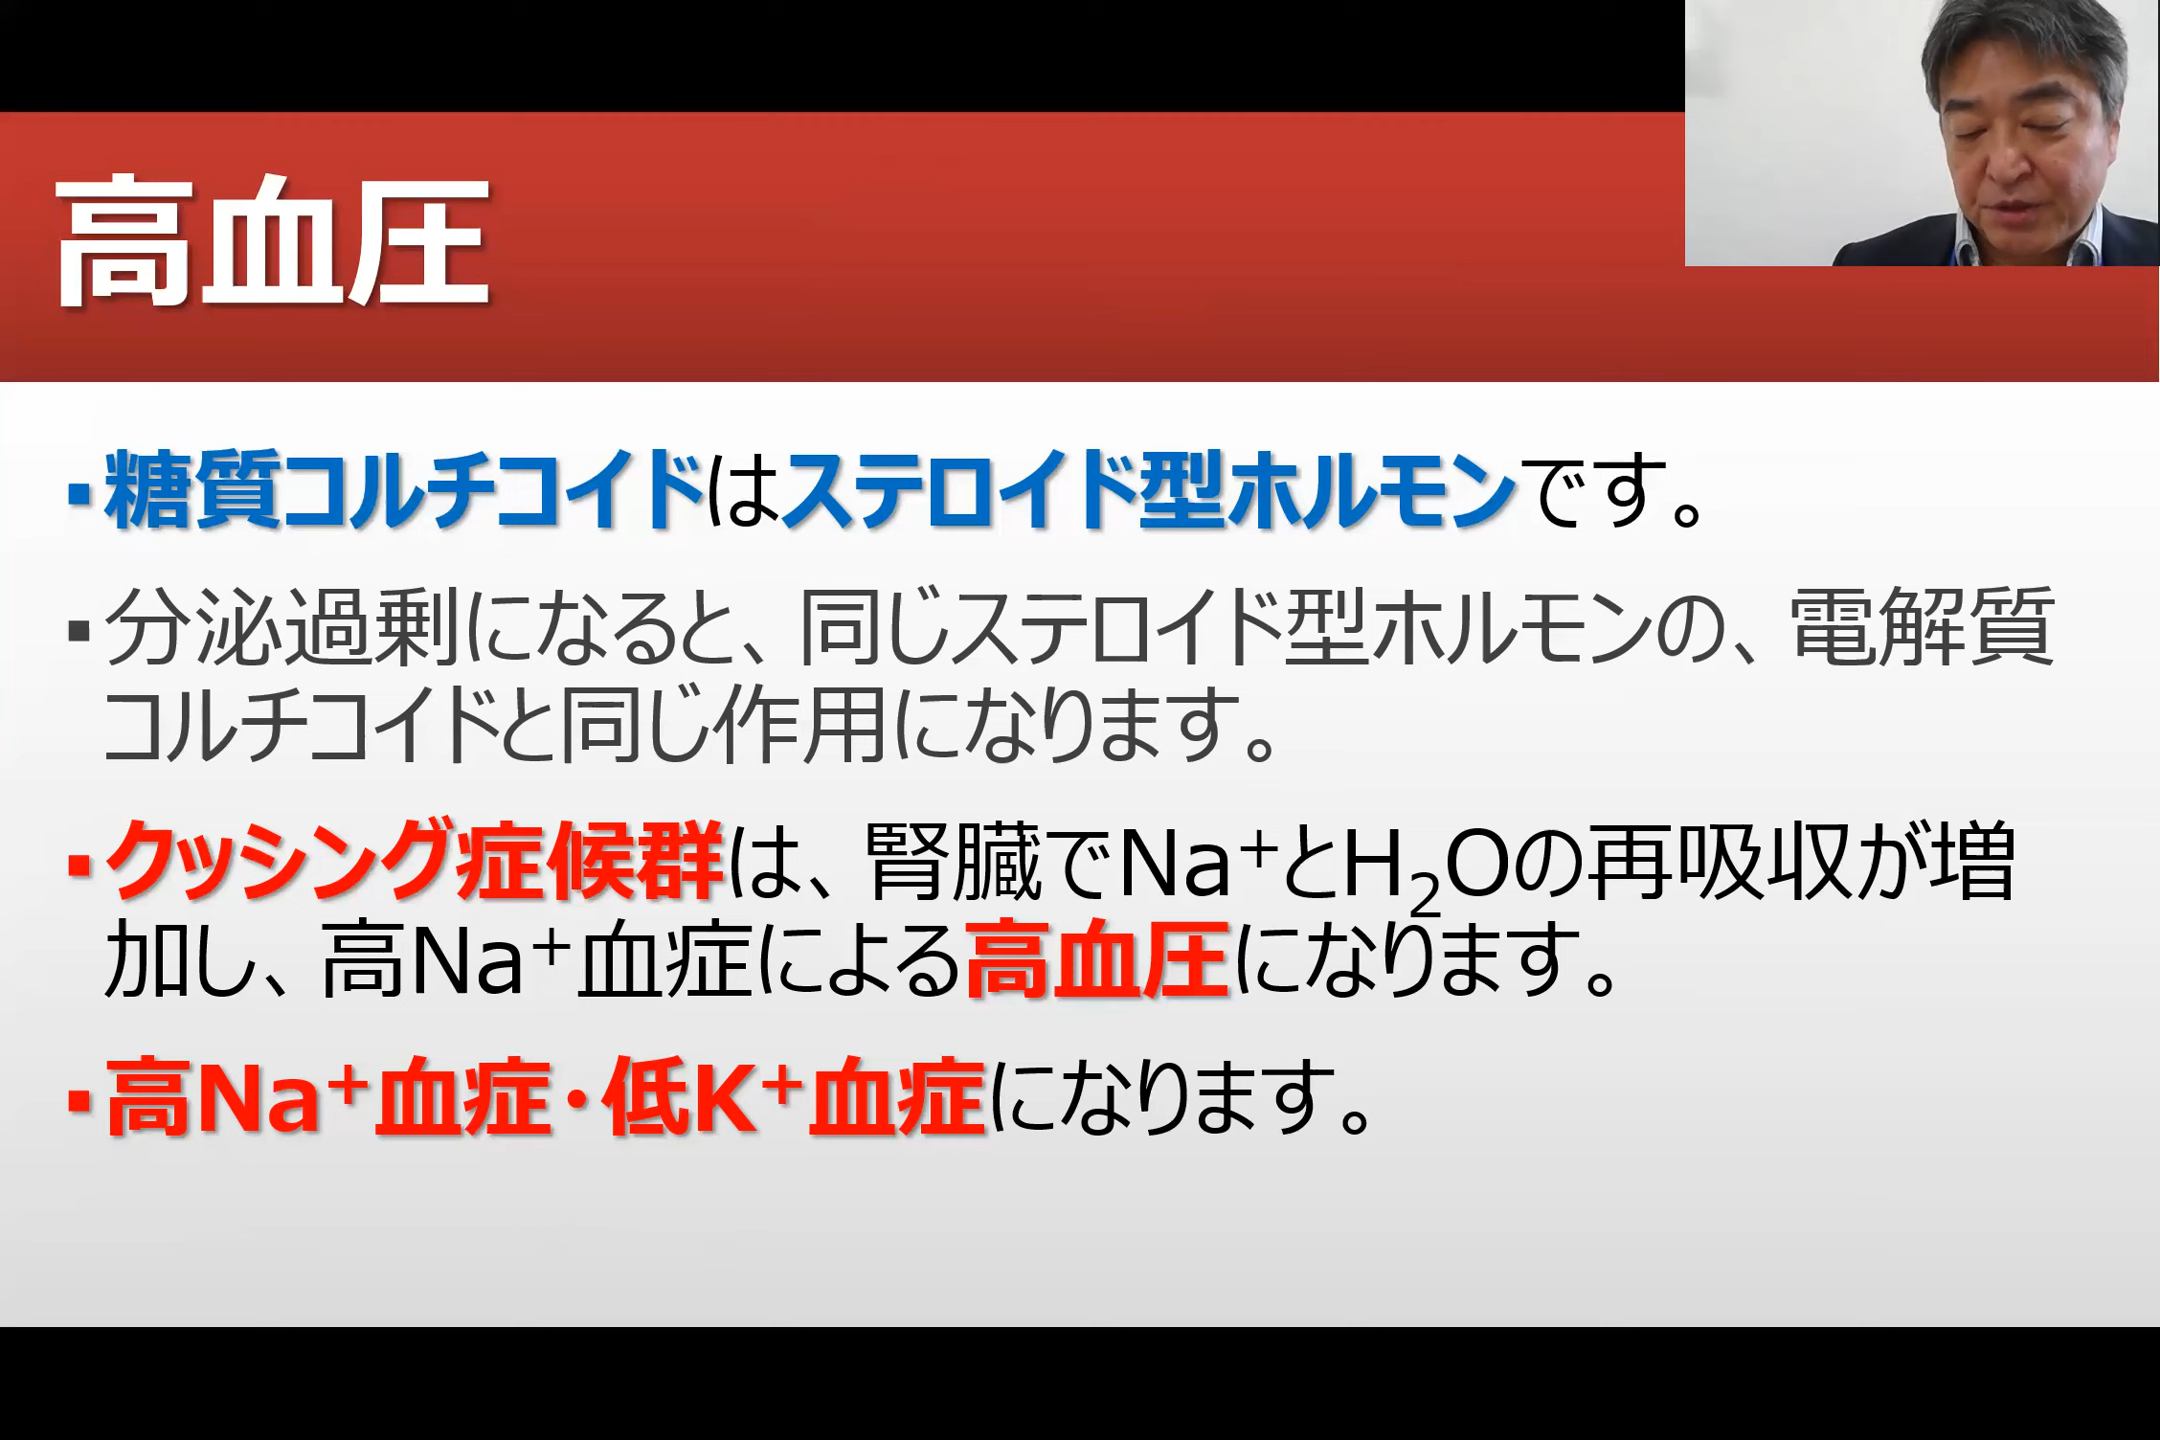 高血圧
▪糖質コルチコイドはステロイド型ホルモンです。
▪分泌過剰になると、同じステロイド型ホルモンの、電解質
コルチコイドと同じ作用になります。
▪クッシング症候群は、腎臓でNa⁺とH₂Oの再吸収が増
加し、高Na⁺血症による高血圧になります。
▪高Na⁺血症・低K⁺血症になります。